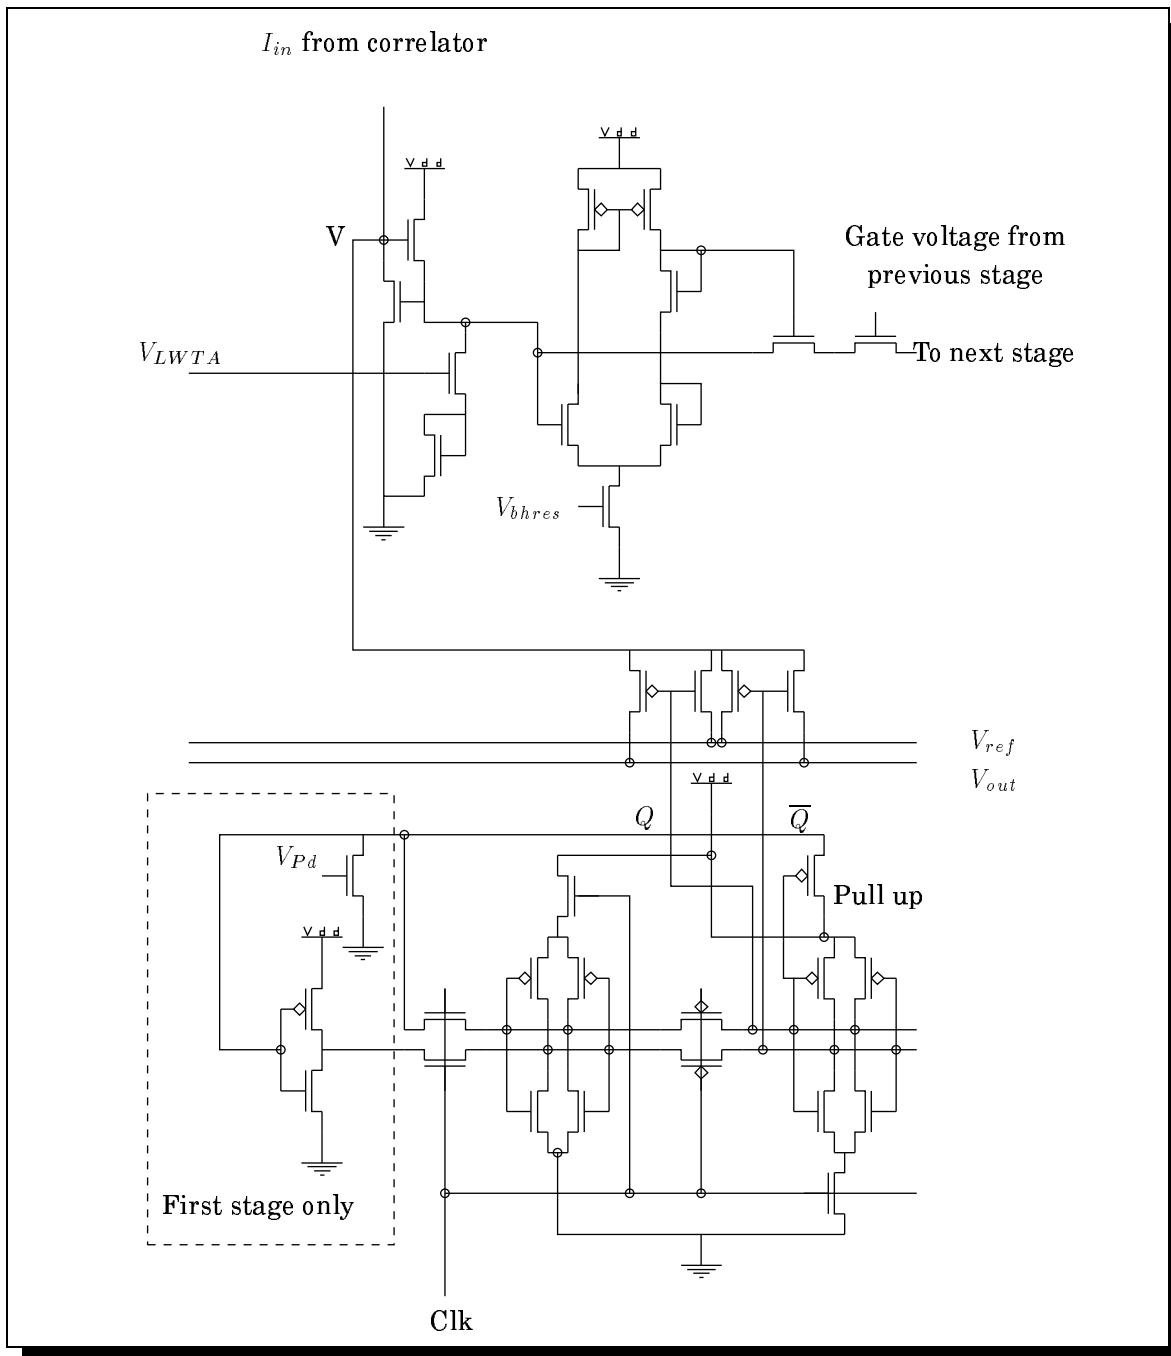 I_in from correlator
Vdd
Vdd
V
Gate voltage from
previous stage
V_LWTA
To next stage
V_bhres
V_ref
V_out
Vdd
Q
Q̅
V_Pd
Pull up
Vdd
First stage only
Clk